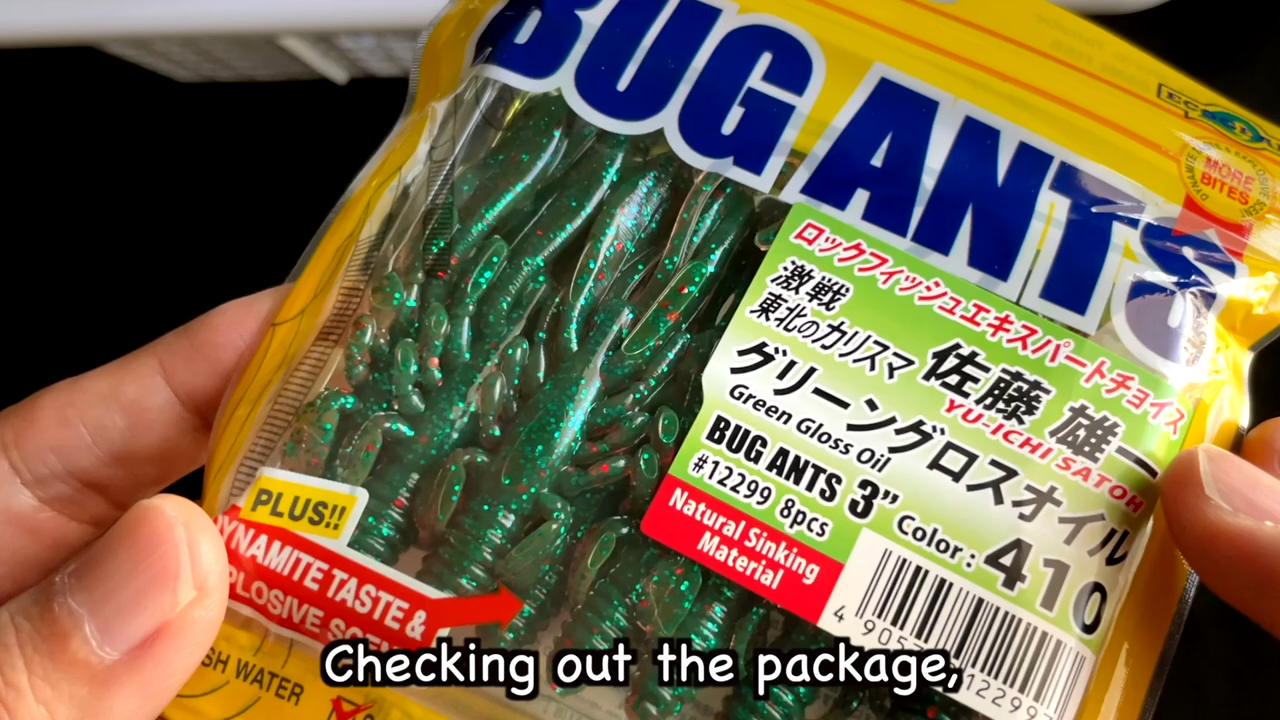 BUG ANTS
MORE
BITES
ロックフィッシュエキスパートチョイス
激戦
東北のカリスマ
佐藤 雄一
YU-ICHI SATOH
グリーングロスオイル
Green Gloss Oil
BUG ANTS 3”
#12299 8pcs
Color : 410
Natural Sinking
Material
PLUS!!
DYNAMITE TASTE &
SH WATER
Checking out the package,